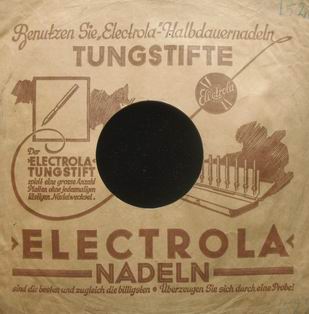 152
Benutzen Sie „Electrola"-Halbdauernadeln
TUNGSTIFTE
Electrola
Der
›ELECTROLA‹
TUNGSTIFT
spielt eine grosse Anzahl
Platten ohne jedesmaligen
lästigen Nadelwechsel.
›ELECTROLA‹
NADELN
sind die besten und zugleich die billigsten • Überzeugen Sie sich durch eine Probe!